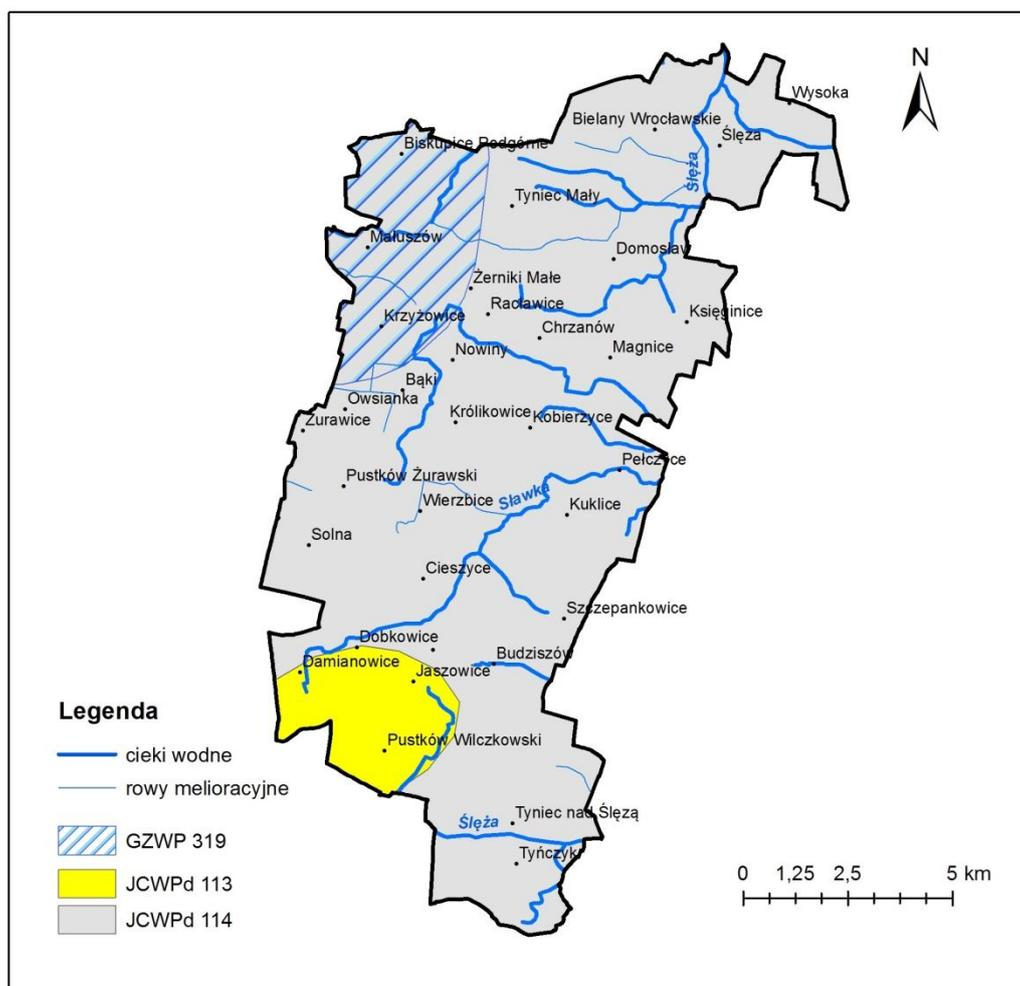 N
Wysoka
Bielany Wrocławskie
Ślęza
Ślęża
Biskupice Podgórne
Tyniec Mały
Małuszów
Domosław
Żerniki Małe
Racławice
Księginice
Krzyżowice
Chrzanów
Magnice
Nowiny
Bąki
Owsianka
Królikowice
Kobierzyce
Żurawice
Pełczyce
Pustków Żurawski
Sławka
Wierzbice
Kuklice
Solna
Cieszyce
Szczepankowice
Dobkowice
Budziszów
Damianowice
Jaszowice
Pustków Wilczkowski
Tyniec nad Ślęzą
Ślęża
Tyńczyk
Legenda
cieki wodne
rowy melioracyjne
GZWP 319
JCWPd 113
JCWPd 114
0 1,25 2,5 5 km